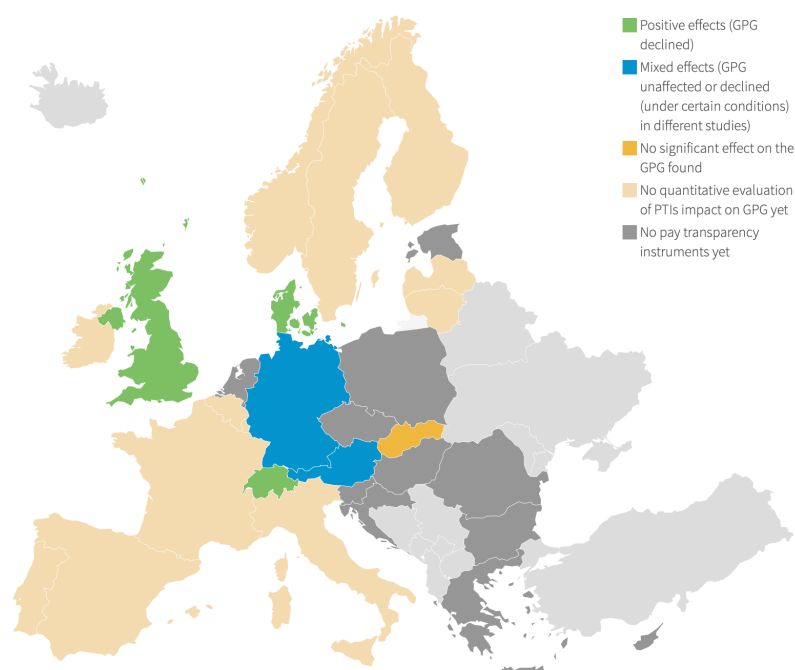 Positive effects (GPG
declined)
Mixed effects (GPG
unaffected or declined
(under certain conditions)
in different studies)
No significant effect on the
GPG found
No quantitative evaluation
of PTIs impact on GPG yet
No pay transparency
instruments yet